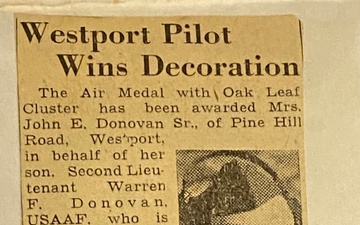 Westport Pilot
Wins Decoration
The Air Medal with Oak Leaf
Cluster has been awarded Mrs.
John E. Donovan Sr., of Pine Hill
Road, Westport,
in behalf of her
son, Second Lieu-
tenant Warren
F. Donovan,
USAAF, who is